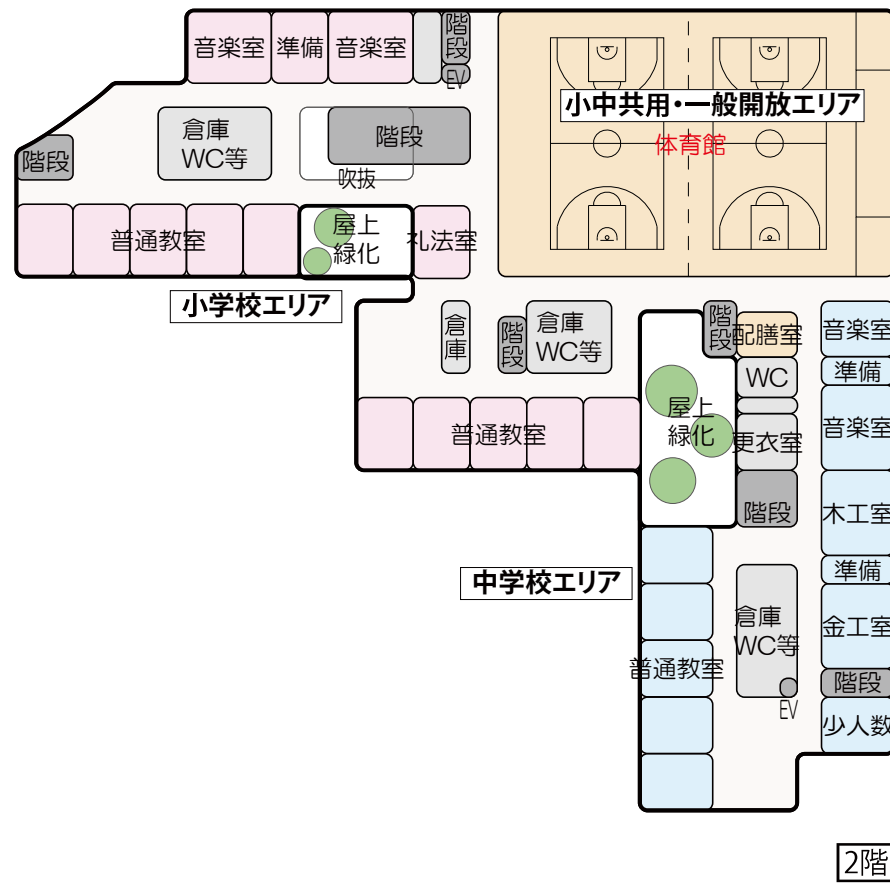 音楽室
準備
音楽室
階段
EV
小中共用・一般開放エリア
体育館
倉庫
WC等
階段
階段
吹抜
普通教室
屋上
緑化
礼法室
小学校エリア
倉庫
階段
倉庫
WC等
階段
配膳室
音楽室
WC
準備
普通教室
屋上
緑化
更衣室
音楽室
階段
木工室
中学校エリア
準備
倉庫
WC等
金工室
普通教室
階段
EV
少人数
2階